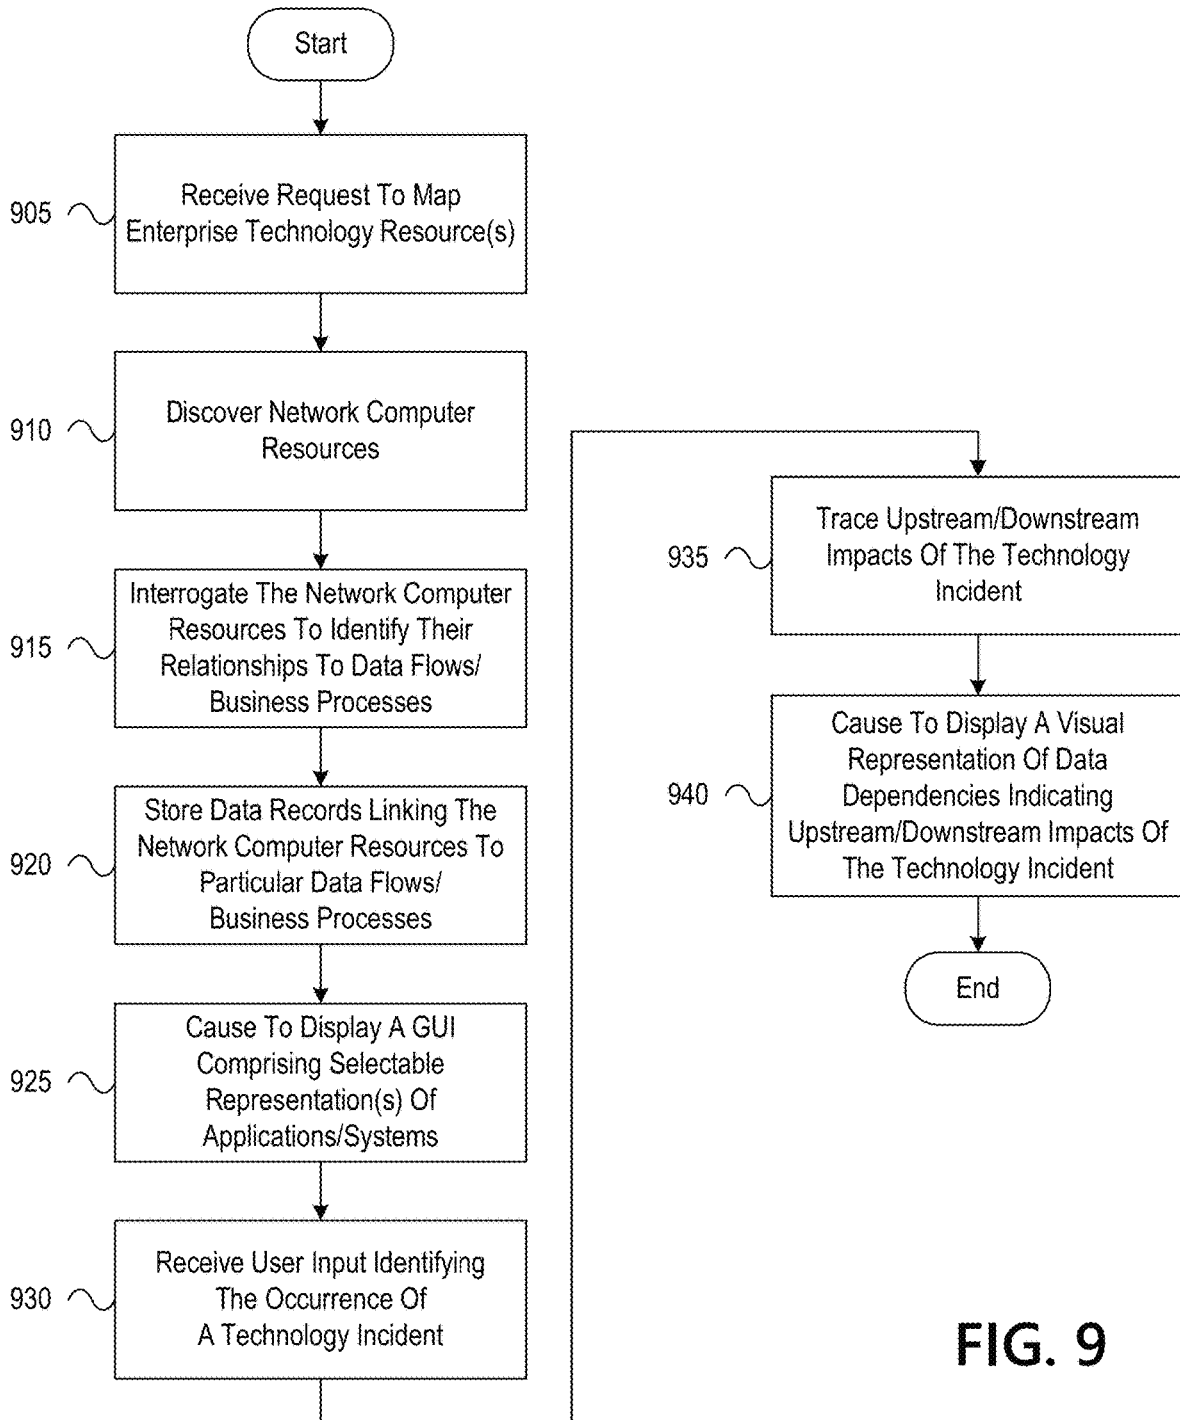 Start
905
Receive Request To Map
Enterprise Technology Resource(s)
910
Discover Network Computer
Resources
915
Interrogate The Network Computer
Resources To Identify Their
Relationships To Data Flows/
Business Processes
920
Store Data Records Linking The
Network Computer Resources To
Particular Data Flows/
Business Processes
925
Cause To Display A GUI
Comprising Selectable
Representation(s) Of
Applications/Systems
930
Receive User Input Identifying
The Occurrence Of
A Technology Incident
935
Trace Upstream/Downstream
Impacts Of The Technology
Incident
940
Cause To Display A Visual
Representation Of Data
Dependencies Indicating
Upstream/Downstream Impacts Of
The Technology Incident
End
FIG. 9